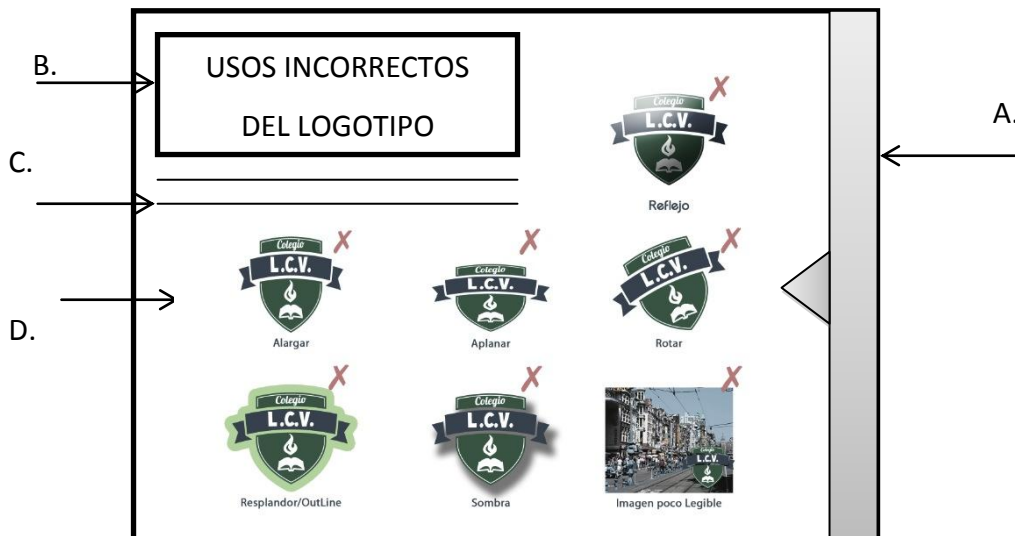 B.
USOS INCORRECTOS
DEL LOGOTIPO
A.
C.
D.
Colegio
L.C.V.
Reflejo
Colegio
L.C.V.
Alargar
Colegio
L.C.V.
Aplanar
Colegio
L.C.V.
Rotar
Colegio
L.C.V.
Resplandor/OutLine
Colegio
L.C.V.
Sombra
L.C.V.
Imagen poco Legible